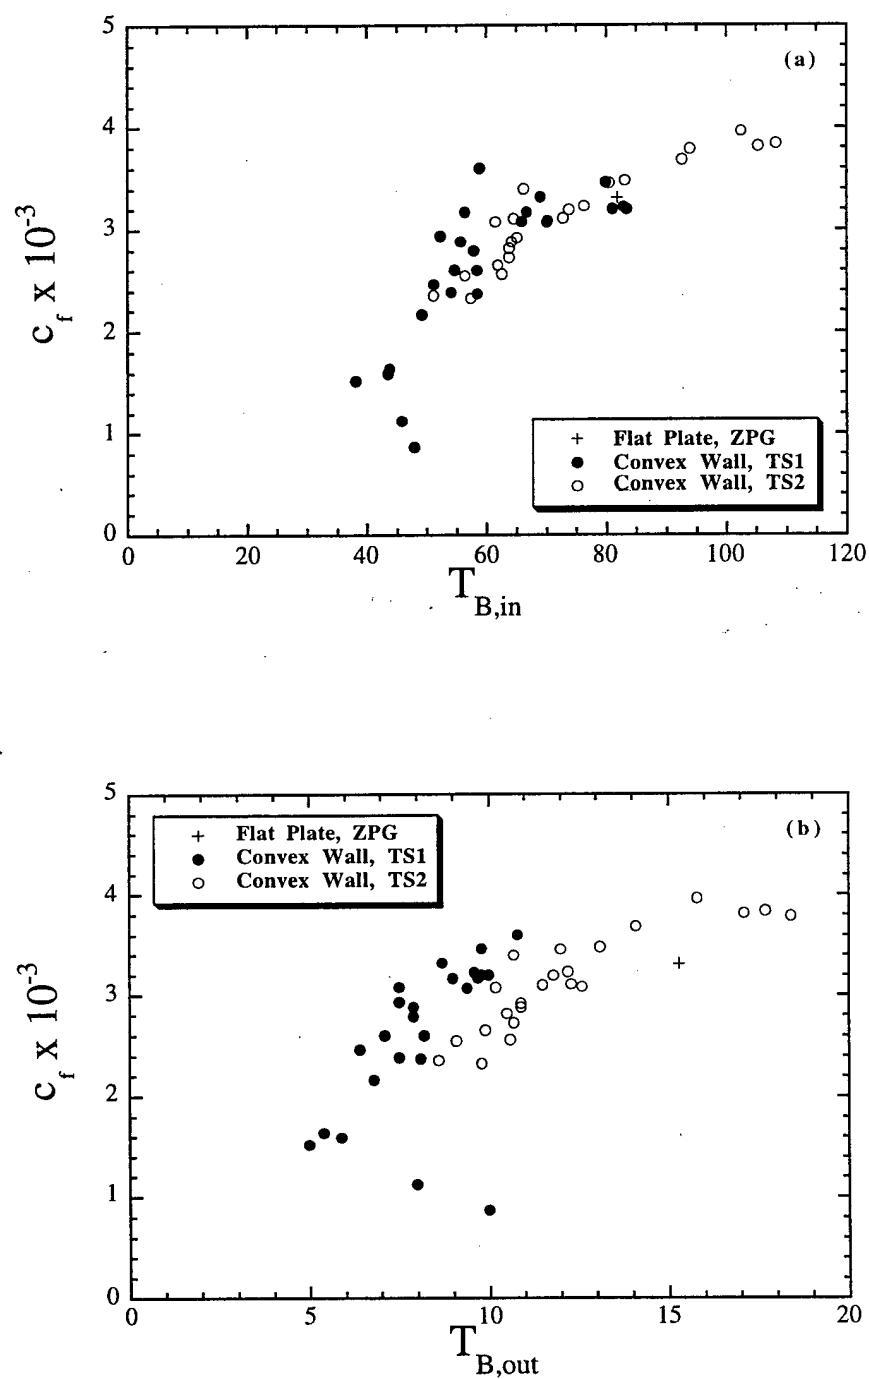 (a)
5
4
3
2
1
0
c_f x 10^-3
+ Flat Plate, ZPG
● Convex Wall, TS1
○ Convex Wall, TS2
0 20 40 60 80 100 120
T_B,in
(b)
+ Flat Plate, ZPG
● Convex Wall, TS1
○ Convex Wall, TS2
5
4
3
2
1
0
c_f x 10^-3
5 10 15 20
T_B,out